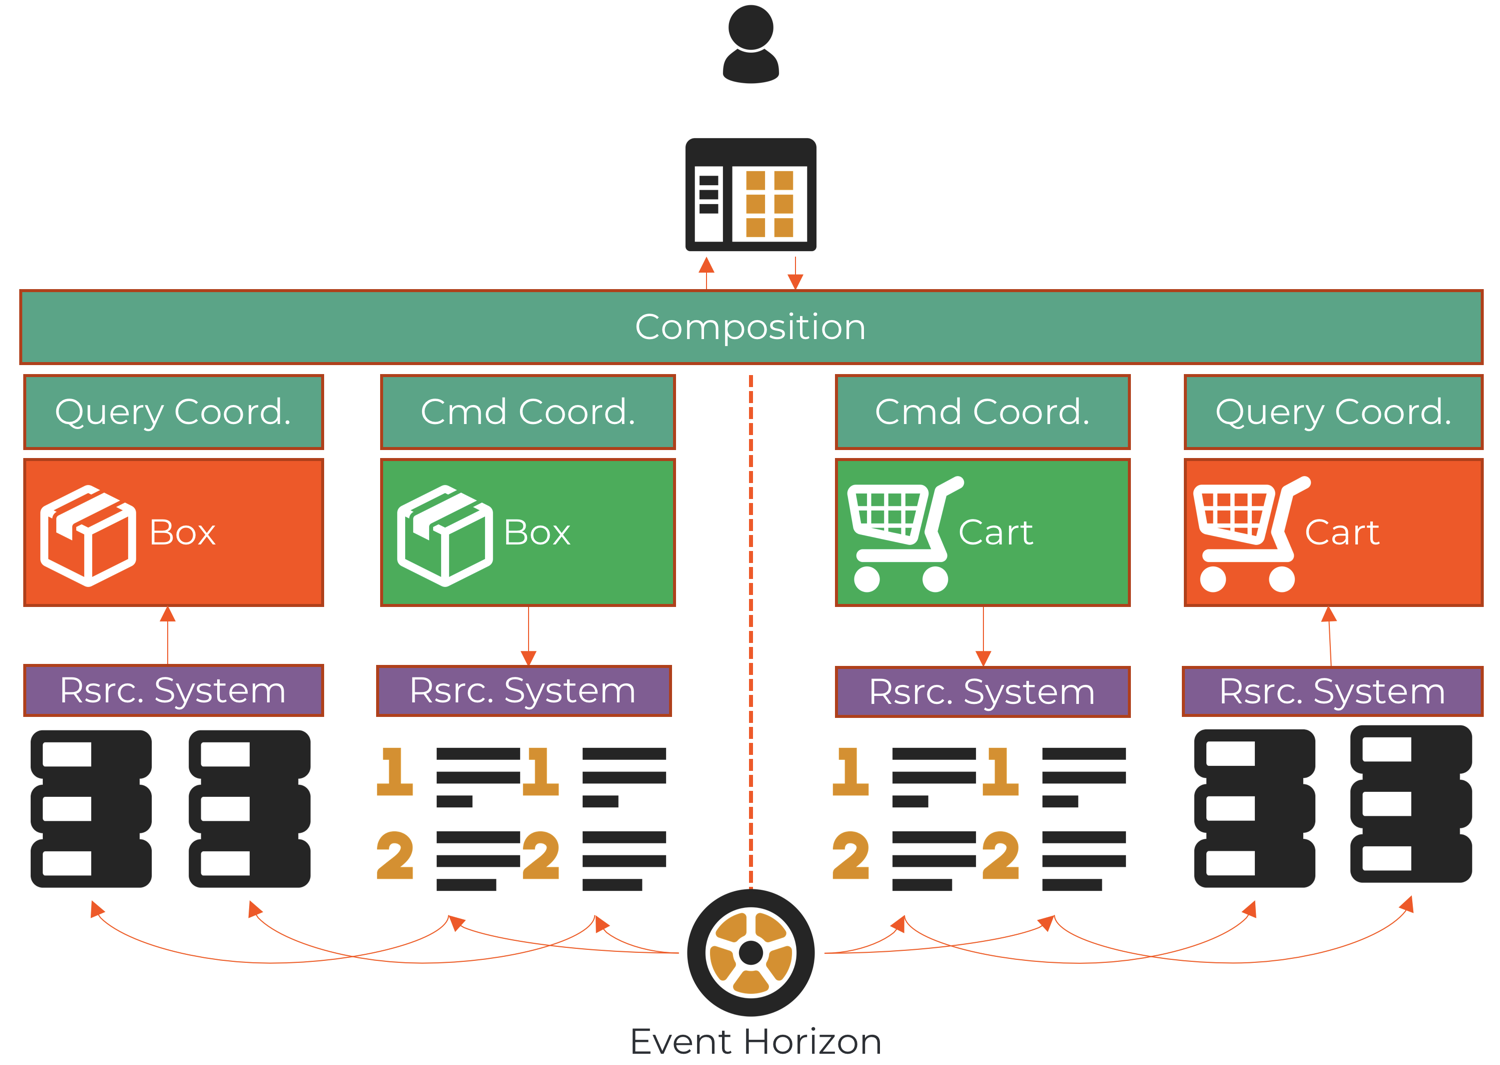 Composition
Query Coord.
Cmd Coord.
Cmd Coord.
Query Coord.
Box
Box
Cart
Cart
Rsrc. System
Rsrc. System
Rsrc. System
Rsrc. System
1
1
1
1
2
2
2
2
Event Horizon